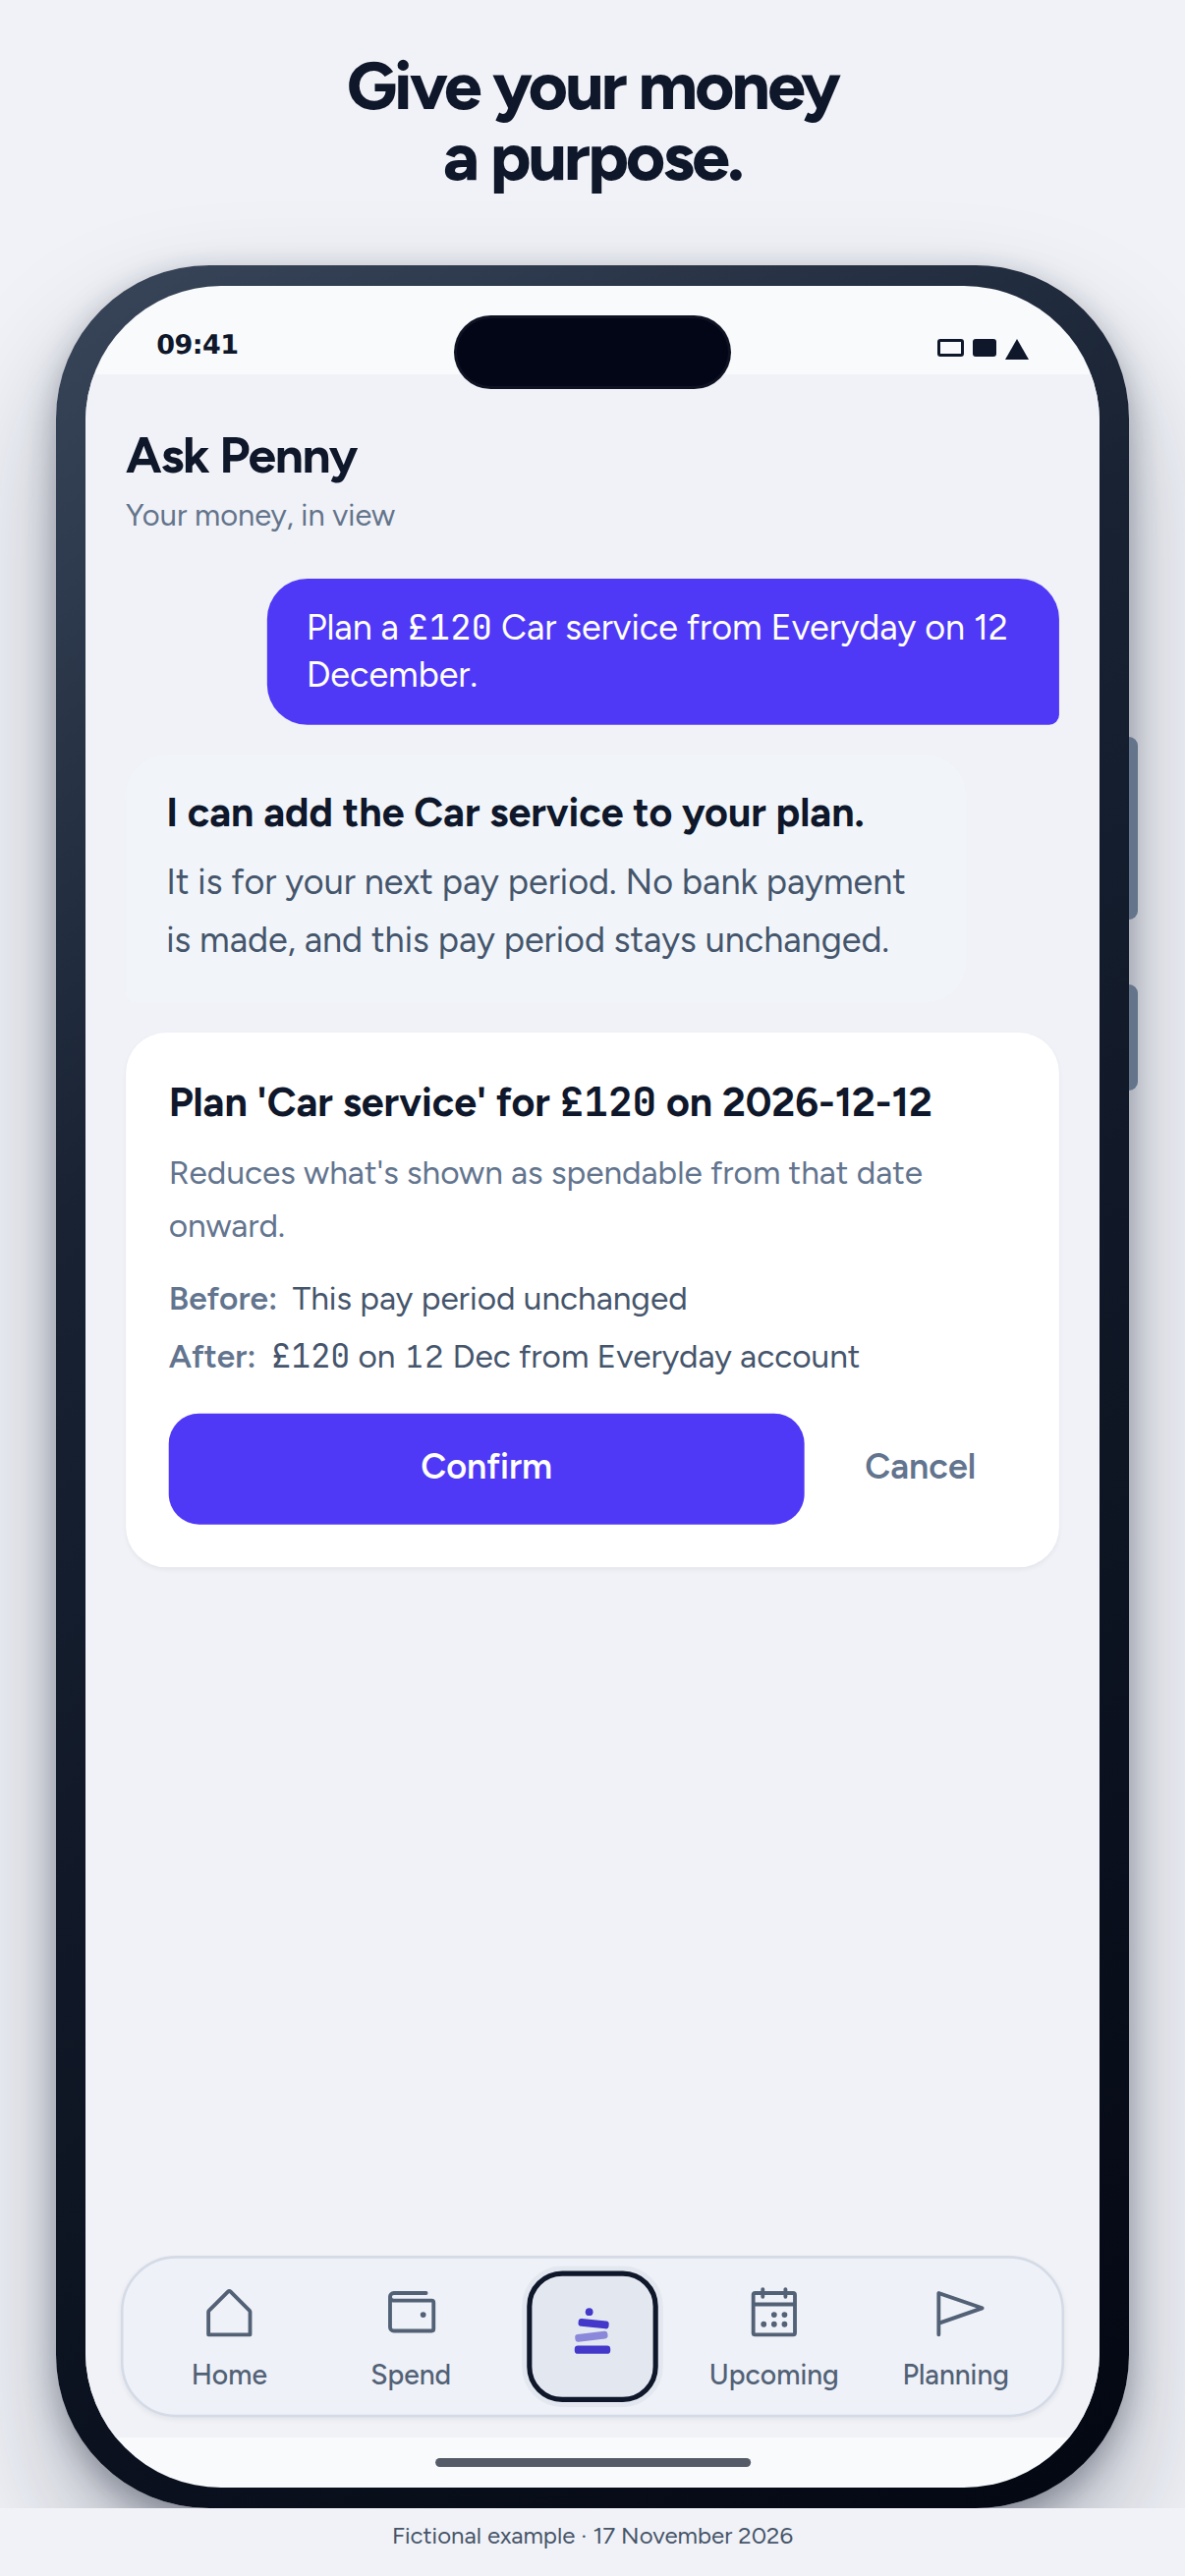 Give your money
a purpose.
09:41
Ask Penny
Your money, in view
Plan a £120 Car service from Everyday on 12
December.
I can add the Car service to your plan.
It is for your next pay period. No bank payment
is made, and this pay period stays unchanged.
Plan 'Car service' for £120 on 2026-12-12
Reduces what's shown as spendable from that date
onward.
Before: This pay period unchanged
After: £120 on 12 Dec from Everyday account
Confirm Cancel
Home Spend Upcoming Planning
Fictional example · 17 November 2026